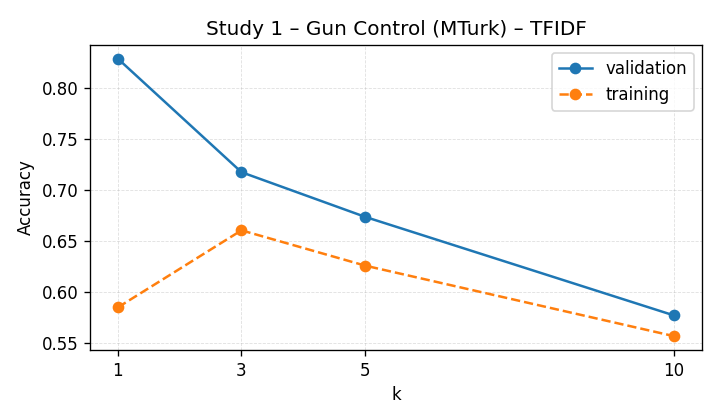 Study 1 – Gun Control (MTurk) – TFIDF
validation
training
Accuracy
0.80
0.75
0.70
0.65
0.60
0.55
1 3 5 10
k